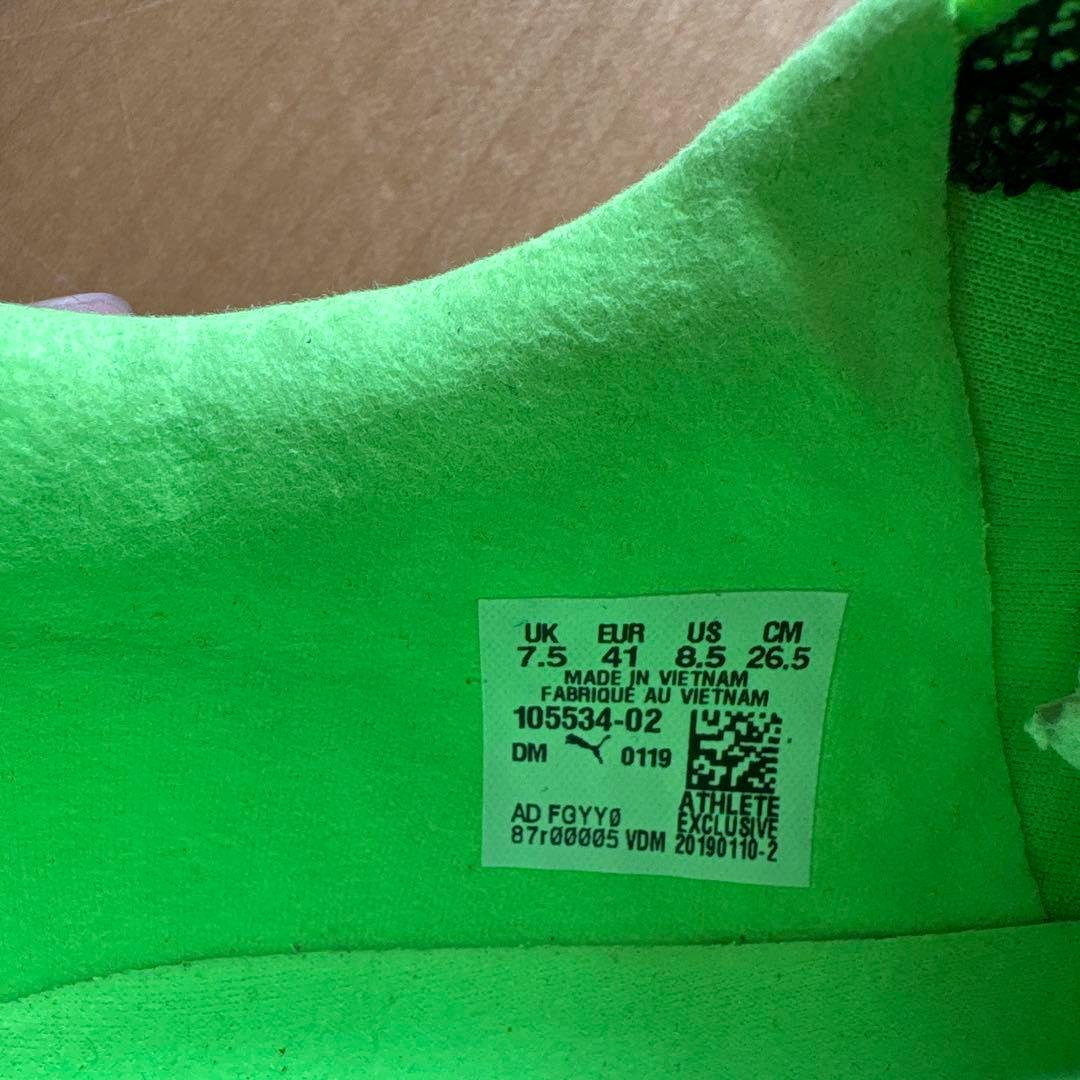 UK EUR US CM
7.5 41 8.5 26.5
MADE IN VIETNAM
FABRIQUÉ AU VIETNAM
105534-02
DM 0119
ATHLETE
EXCLUSIVE
AD FGYY0
87r00005 VDM 20190110-2